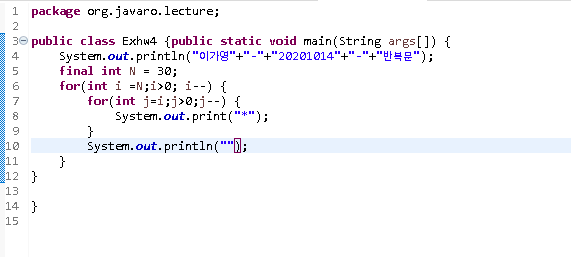 1 package org.javaro.lecture;
2
3 public class Exhw4 {public static void main(String args[]) {
4 System.out.println("이가영"+"-"+"20201014"+"-"+"반복문");
5 final int N = 30;
6 for(int i =N;i>0; i--) {
7 for(int j=i;j>0;j--) {
8 System.out.print("*");
9 }
10 System.out.println("");
11 }
12 }
13
14 }
15